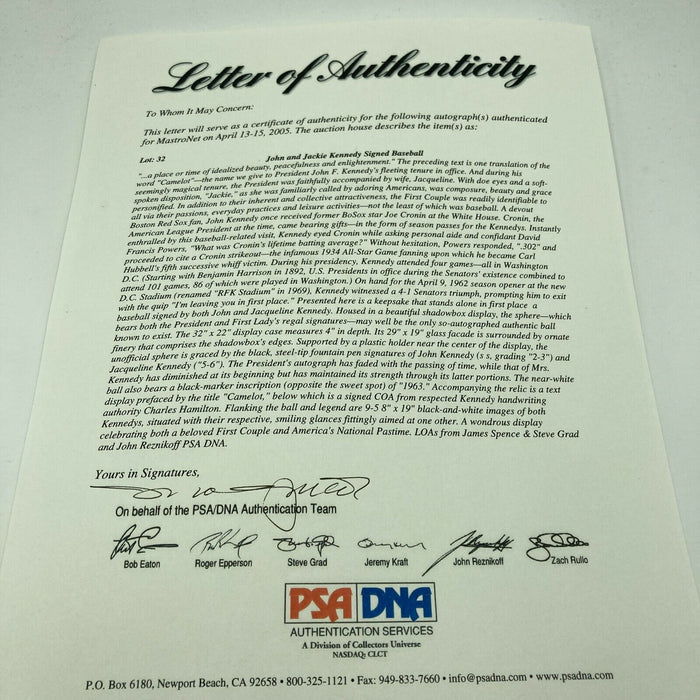 Letter of Authenticity
To Whom It May Concern:
This letter will serve as a certificate of authenticity for the following autograph(s) authenticated
for MastroNet on April 13-15, 2005. The auction house describes the item(s) as:
Lot: 32 John and Jackie Kennedy Signed Baseball
"...a place or time of idealized beauty, peacefulness and enlightenment." The preceding text is one translation of the
word "Camelot"—the name we give to President John F. Kennedy's fleeting tenure in office. And during his
seemingly magical tenure, the President was faithfully accompanied by wife, Jacqueline. With doe eyes and a soft-
spoken disposition, "Jackie," as she was familiarly called by adoring Americans, was composure, beauty and grace
personified. In addition to their inherent and collective attractiveness, the First Couple was readily identifiable to
all via their passions, everyday practices and leisure activities—not the least of which was baseball. A devout
Boston Red Sox fan, John Kennedy once received former BoSox star Joe Cronin at the White House. Cronin, the
American League President at the time, came bearing gifts—in the form of season passes for the Kennedys. Instantly
enthralled by this baseball-related visit, Kennedy eyed Cronin while asking personal aide and confidant David
Francis Powers, "What was Cronin's lifetime batting average?" Without hesitation, Powers responded, ".302" and
proceeded to cite a Cronin strikeout—the infamous 1934 All-Star Game fanning upon which he became Carl
Hubbell's fifth successive whiff victim. During his presidency, Kennedy attended four games—all in Washington
D.C. (Starting with Benjamin Harrison in 1892, U.S. Presidents in office during the Senators' existence combined to
attend 101 games, 86 of which were played in Washington.) On hand for the April 9, 1962 season opener at the new
D.C. Stadium (renamed "RFK Stadium" in 1969), Kennedy witnessed a 4-1 Senators triumph, prompting him to exit
with the quip "I'm leaving you in first place." Presented here is a keepsake that stands alone in first place a
baseball signed by both John and Jacqueline Kennedy. Housed in a beautiful shadowbox display, the sphere—which
bears both the President and First Lady's regal signatures—may well be the only so-autographed authentic ball
known to exist. The 32" x 22" display case measures 4" in depth. Its 29" x 19" glass facade is surrounded by ornate
finery that comprises the shadowbox's edges. Supported by a plastic holder near the center of the display, the
unofficial sphere is graced by the black, steel-tip fountain pen signatures of John Kennedy (s s, grading "2-3") and
Jacqueline Kennedy ("5-6"). The President's autograph has faded with the passing of time, while that of Mrs.
Kennedy has diminished at its beginning but has maintained its strength through its latter portions. The near-white
ball also bears a black-marker inscription (opposite the sweet spot) of "1963." Accompanying the relic is a text
display prefaced by the title "Camelot," below which is a signed COA from respected Kennedy handwriting
authority Charles Hamilton. Flanking the ball and legend are 9-5 8" x 19" black-and-white images of both
Kennedys, situated with their respective, smiling glances fittingly aimed at one other. A wondrous display
celebrating both a beloved First Couple and America's National Pastime. LOAs from James Spence & Steve Grad
and John Reznikoff PSA DNA.
Yours in Signatures,
On behalf of the PSA/DNA Authentication Team
Bob Eaton Roger Epperson Steve Grad Jeremy Kraft John Reznikoff Zach Rullo
PSA DNA
AUTHENTICATION SERVICES
A Division of Collectors Universe
NASDAQ: CLCT
P.O. Box 6180, Newport Beach, CA 92658 • 800-325-1121 • Fax: 949-833-7660 • info@psadna.com • www.psadna.com